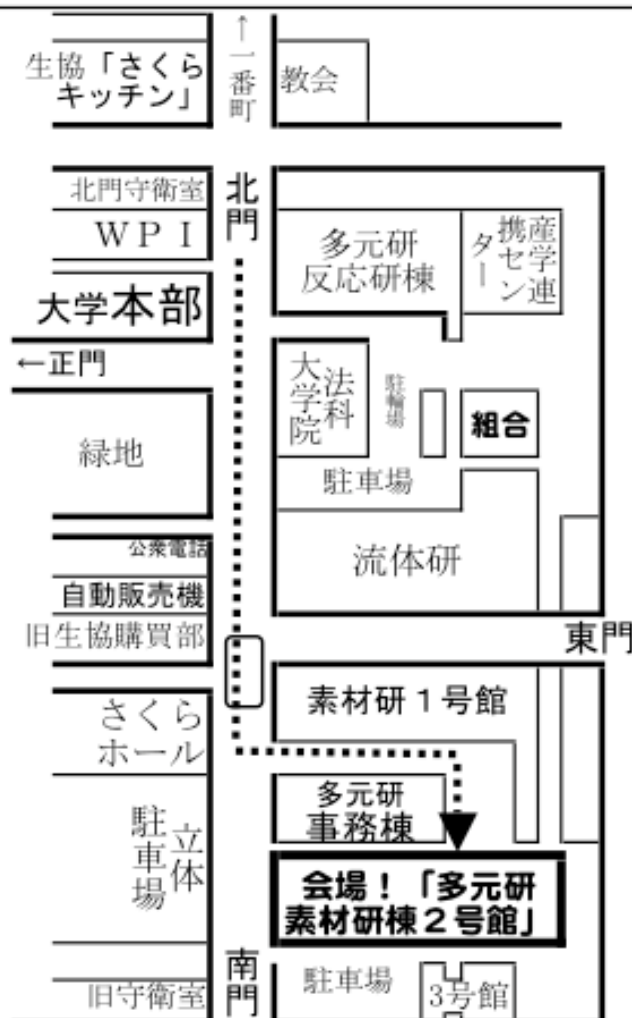 生協「さくら
キッチン」
↑一番町
教会
北門守衛室
北門
WPI
多元研
反応研棟
産学連
携セン
ター
大学本部
←正門
法科
大学院
駐輪場
組合
緑地
駐車場
公衆電話
流体研
自動販売機
旧生協購買部
東門
さくら
ホール
素材研1号館
多元研
事務棟
立体
駐車場
会場!「多元研
素材研棟2号館」
南門
駐車場
旧守衛室
3号館